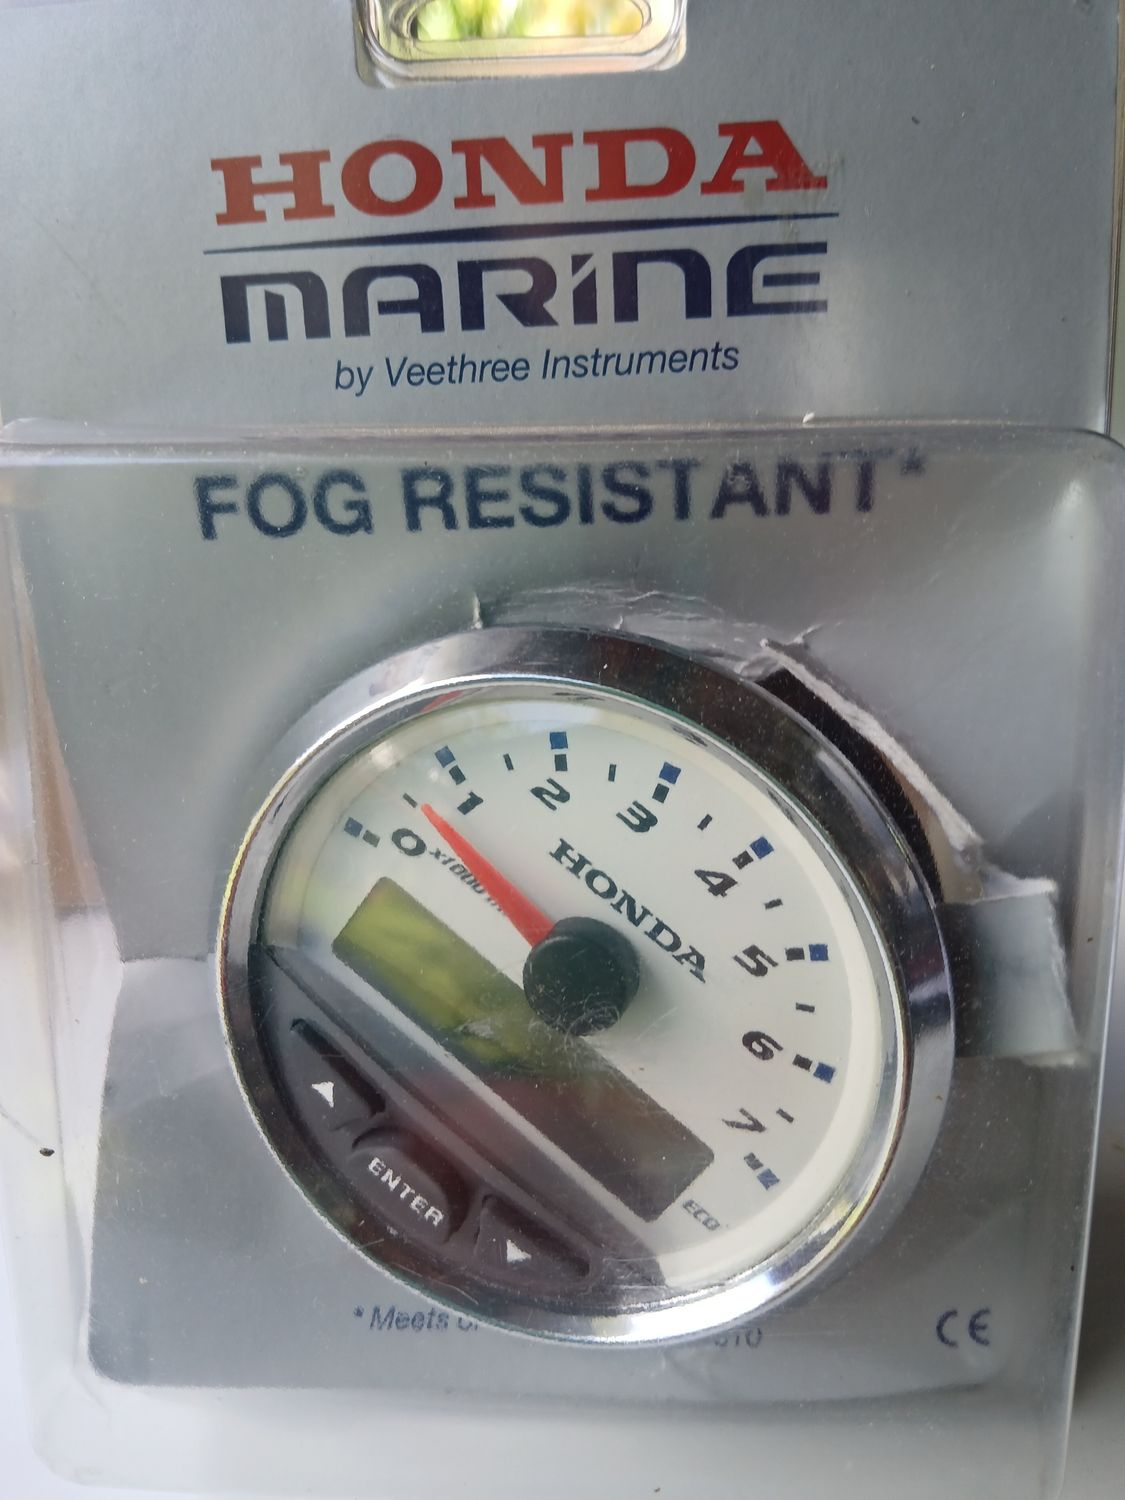 HONDA
MARINE
by Veethree Instruments
FOG RESISTANT*
0 1 2 3 4 5 6 7
HONDA
ECO
ENTER
*Meets
CE